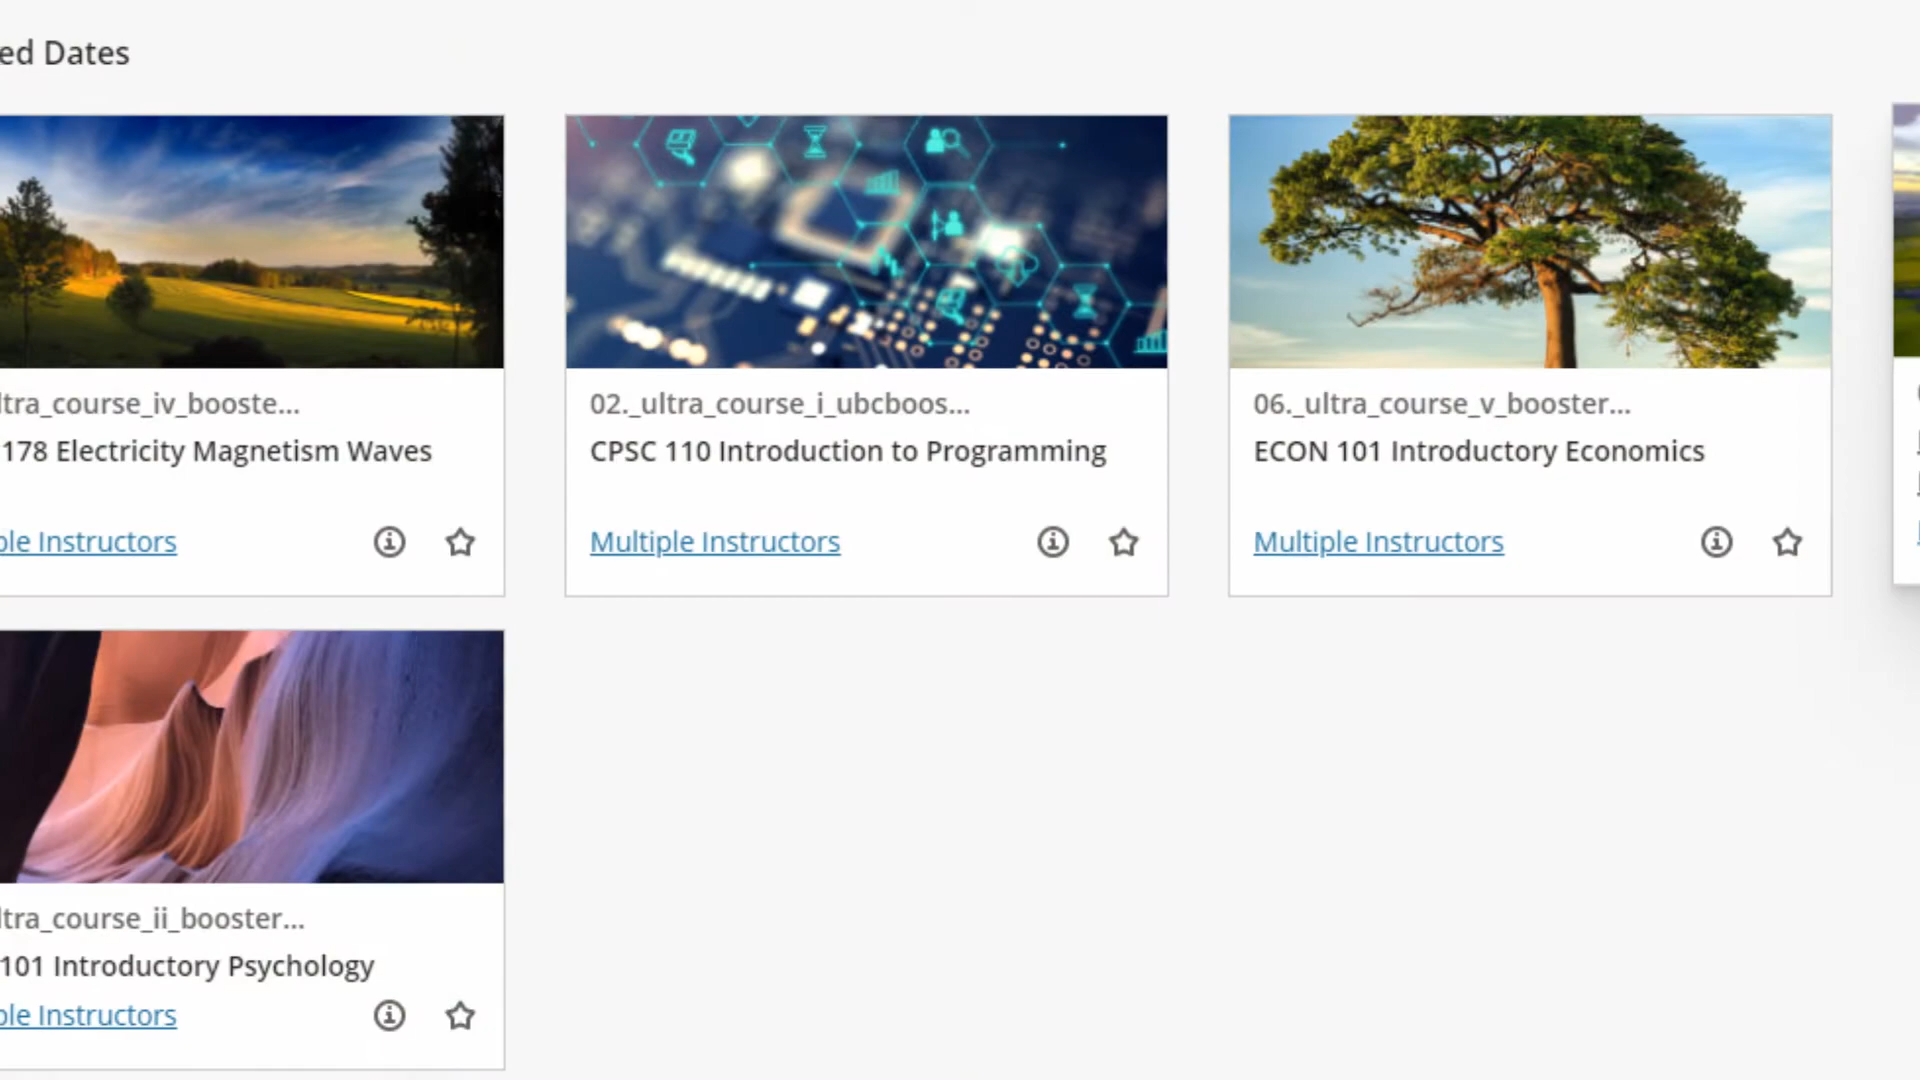 ed Dates
ltra_course_iv_booste...
178 Electricity Magnetism Waves
ple Instructors
02._ultra_course_i_ubcboos...
CPSC 110 Introduction to Programming
Multiple Instructors
06._ultra_course_v_booster...
ECON 101 Introductory Economics
Multiple Instructors
ltra_course_ii_booster...
101 Introductory Psychology
ple Instructors